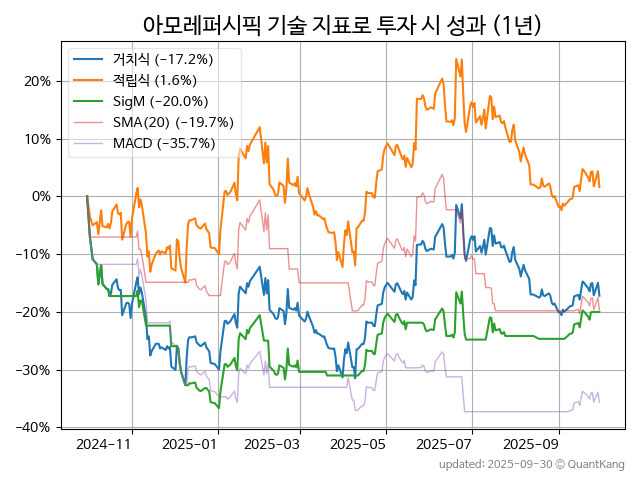 아모레퍼시픽 기술 지표로 투자 시 성과 (1년)
거치식 (−17.2%)
적립식 (1.6%)
SigM (−20.0%)
SMA(20) (−19.7%)
MACD (−35.7%)
20%
10%
0%
−10%
−20%
−30%
−40%
2024−11
2025−01
2025−03
2025−05
2025−07
2025−09
updated: 2025-09-30 © QuantKang